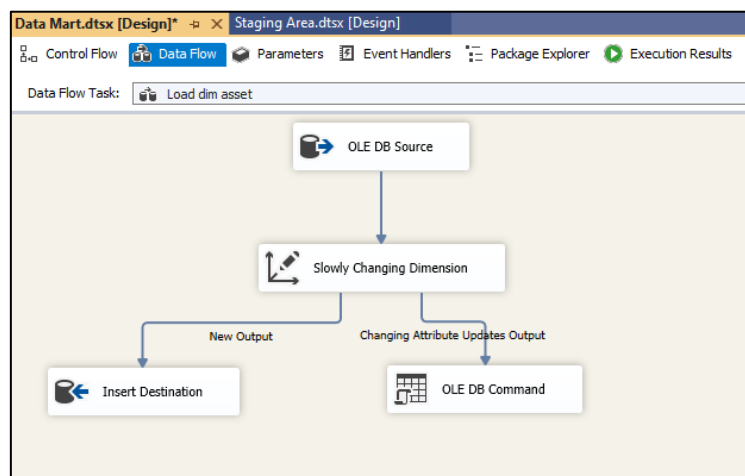 Data Mart.dtsx [Design]* Staging Area.dtsx [Design]
Control Flow Data Flow Parameters Event Handlers Package Explorer Execution Results
Data Flow Task: Load dim asset
OLE DB Source
Slowly Changing Dimension
New Output Changing Attribute Updates Output
Insert Destination OLE DB Command